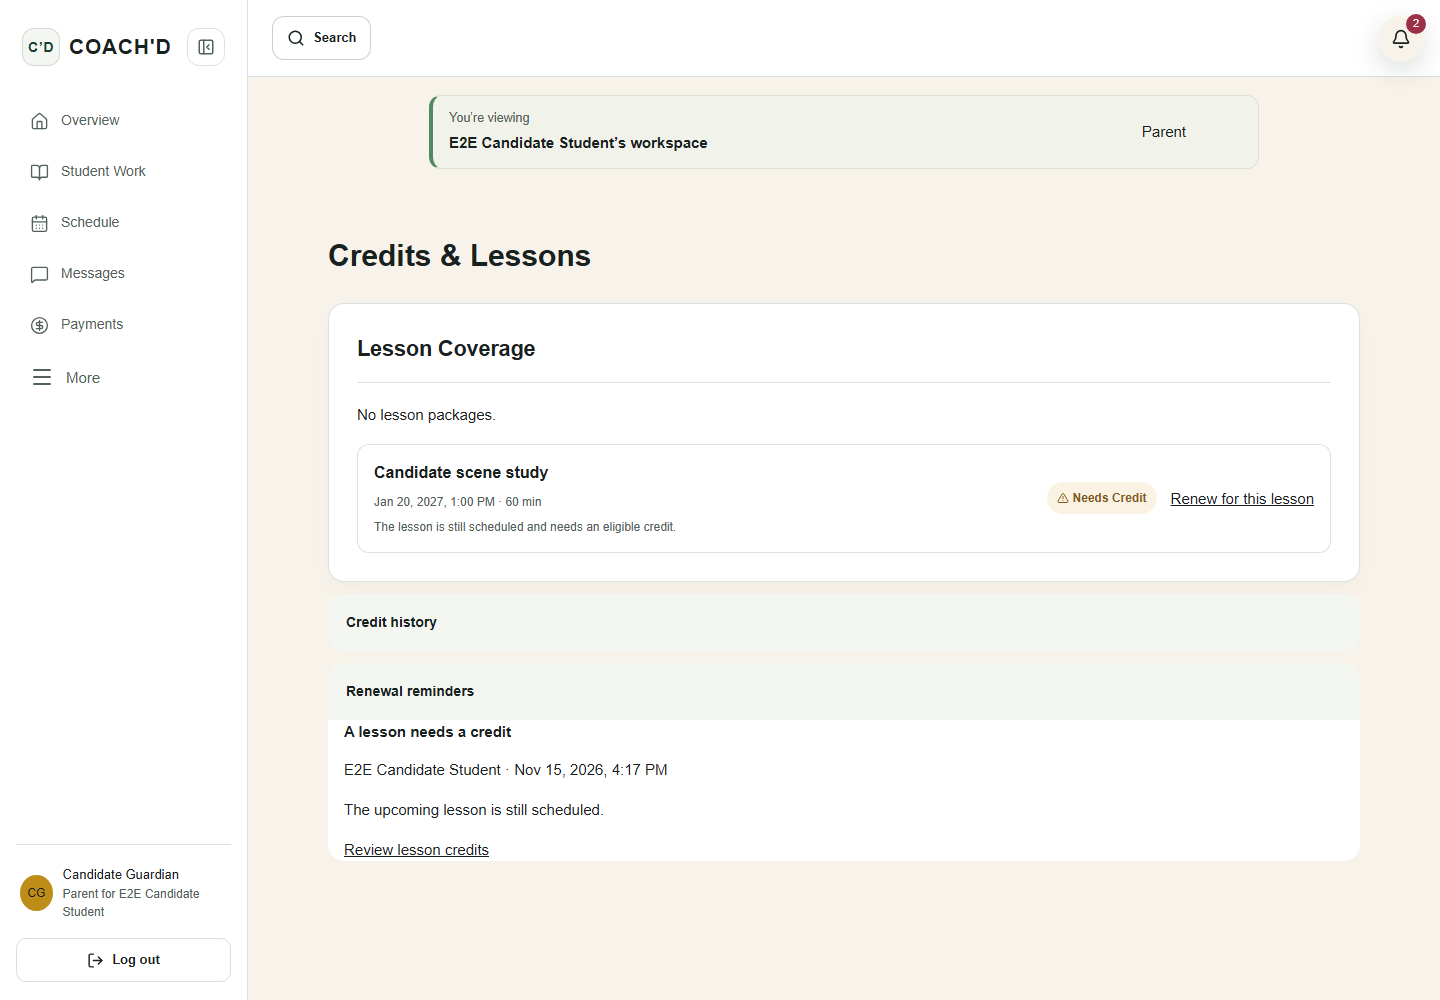 C'D COACH'D
Search
2
Overview
Student Work
Schedule
Messages
Payments
More
You're viewing
E2E Candidate Student's workspace
Parent
Credits & Lessons
Lesson Coverage
No lesson packages.
Candidate scene study
Jan 20, 2027, 1:00 PM · 60 min
The lesson is still scheduled and needs an eligible credit.
Needs Credit
Renew for this lesson
Credit history
Renewal reminders
A lesson needs a credit
E2E Candidate Student · Nov 15, 2026, 4:17 PM
The upcoming lesson is still scheduled.
Review lesson credits
CG
Candidate Guardian
Parent for E2E Candidate
Student
Log out